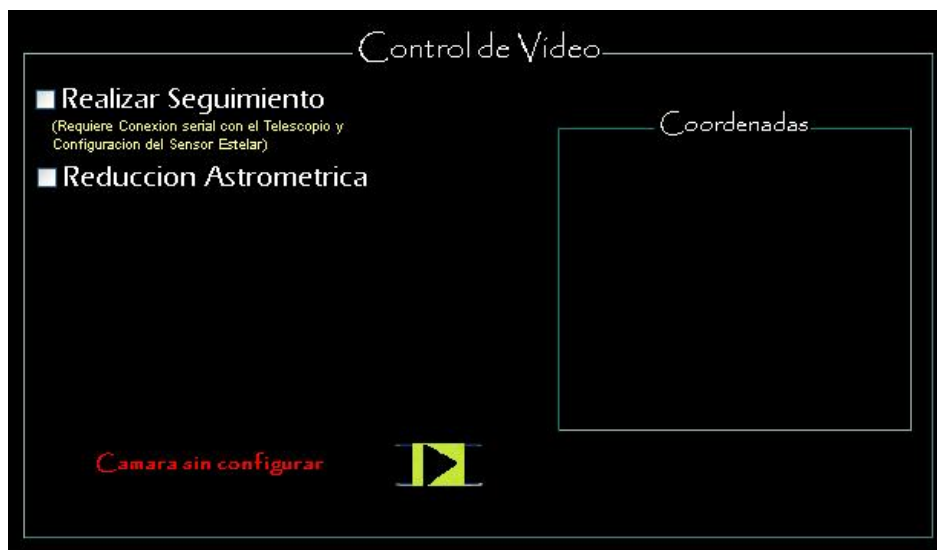 Control de Video
Realizar Seguimiento
(Requiere Conexion serial con el Telescopio y
Configuracion del Sensor Estelar)
Coordenadas
Reduccion Astrometrica
Camara sin configurar